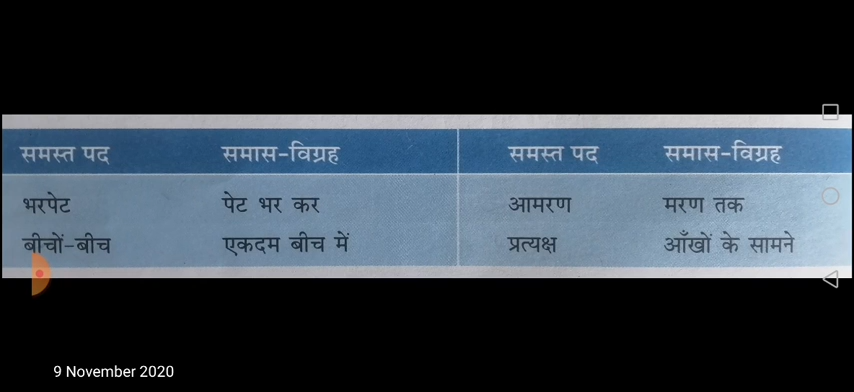 समस्त पद समास-विग्रह समस्त पद समास-विग्रह
भरपेट पेट भर कर आमरण मरण तक
बीचों-बीच एकदम बीच में प्रत्यक्ष आँखों के सामने
9 November 2020